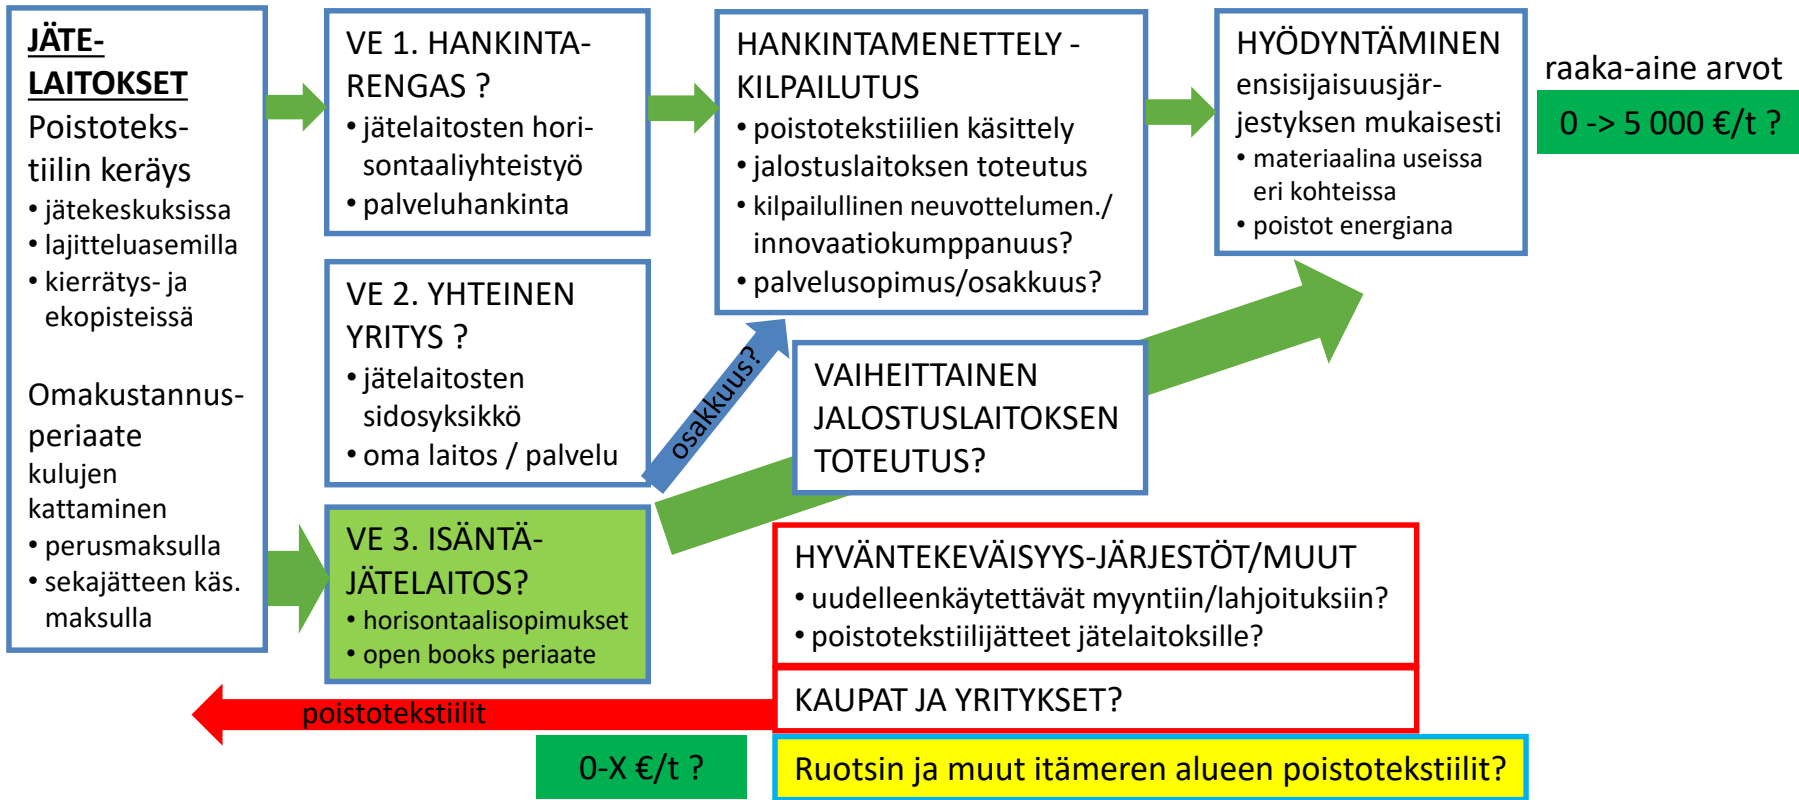 JÄTE-
LAITOKSET
Poistoteks-
tiilin keräys
• jätekeskuksissa
• lajitteluasemilla
• kierrätys- ja
ekopisteissä
Omakustannus-
periaate
kulujen
kattaminen
• perusmaksulla
• sekajätteen käs.
maksulla
VE 1. HANKINTA-
RENGAS ?
• jätelaitosten hori-
sontaaliyhteistyö
• palveluhankinta
VE 2. YHTEINEN
YRITYS ?
• jätelaitosten
sidosyksikkö
• oma laitos / palvelu
VE 3. ISÄNTÄ-
JÄTELAITOS?
• horisontaalisopimukset
• open books periaate
HANKINTAMENETTELY -
KILPAILUTUS
• poistotekstiilien käsittely
• jalostuslaitoksen toteutus
• kilpailullinen neuvottelumen./
innovaatiokumppanuus?
• palvelusopimus/osakkuus?
osakkuus?
VAIHEITTAINEN
JALOSTUSLAITOKSEN
TOTEUTUS?
HYÖDYNTÄMINEN
ensisijaisuusjär-
jestyksen mukaisesti
• materiaalina useissa
eri kohteissa
• poistot energiana
raaka-aine arvot
0 -> 5 000 €/t ?
HYVÄNTEKEVÄISYYS-JÄRJESTÖT/MUUT
• uudelleenkäytettävät myyntiin/lahjoituksiin?
• poistotekstiilijätteet jätelaitoksille?
KAUPAT JA YRITYKSET?
poistotekstiilit
0-X €/t ?
Ruotsin ja muut itämeren alueen poistotekstiilit?